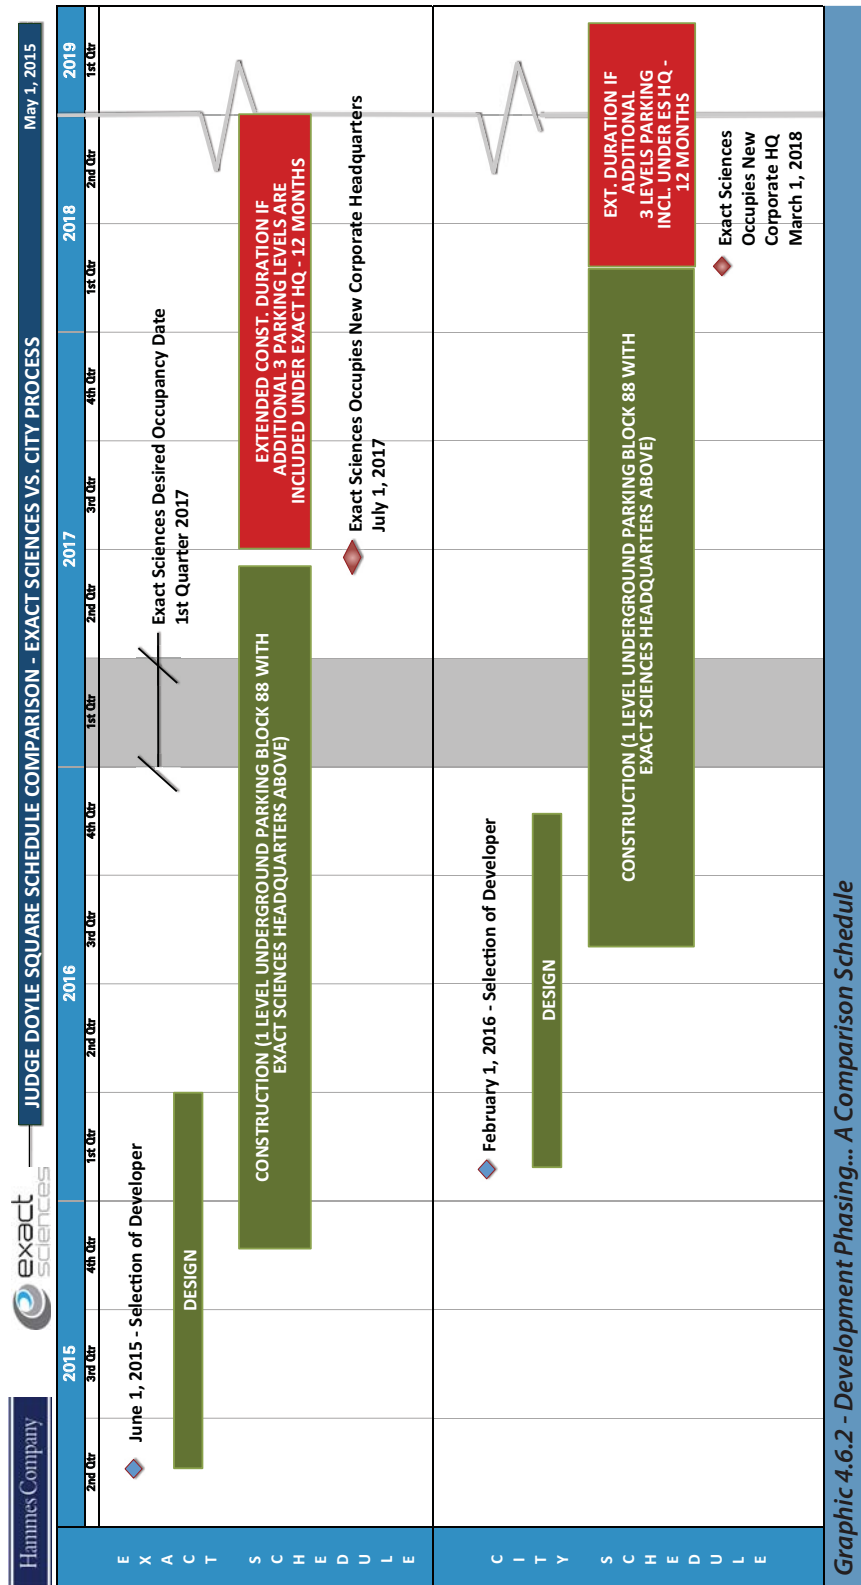 Hammes Company
exact
sciences
JUDGE DOYLE SQUARE SCHEDULE COMPARISON - EXACT SCIENCES VS. CITY PROCESS
May 1, 2015
2015
2016
2017
2018
2019
2nd Qtr
3rd Qtr
4th Qtr
1st Qtr
2nd Qtr
3rd Qtr
4th Qtr
1st Qtr
2nd Qtr
3rd Qtr
4th Qtr
1st Qtr
2nd Qtr
1st Qtr
EXACT SCHEDULE
June 1, 2015 - Selection of Developer
Exact Sciences Desired Occupancy Date
1st Quarter 2017
DESIGN
CONSTRUCTION (1 LEVEL UNDERGROUND PARKING BLOCK 88 WITH
EXACT SCIENCES HEADQUARTERS ABOVE)
EXTENDED CONST. DURATION IF
ADDITIONAL 3 PARKING LEVELS ARE
INCLUDED UNDER EXACT HQ - 12 MONTHS
Exact Sciences Occupies New Corporate Headquarters
July 1, 2017
CITY SCHEDULE
February 1, 2016 - Selection of Developer
DESIGN
CONSTRUCTION (1 LEVEL UNDERGROUND PARKING BLOCK 88 WITH
EXACT SCIENCES HEADQUARTERS ABOVE)
EXT. DURATION IF
ADDITIONAL
3 LEVELS PARKING
INCL. UNDER ES HQ -
12 MONTHS
Exact Sciences
Occupies New
Corporate HQ
March 1, 2018
Graphic 4.6.2 - Development Phasing... A Comparison Schedule